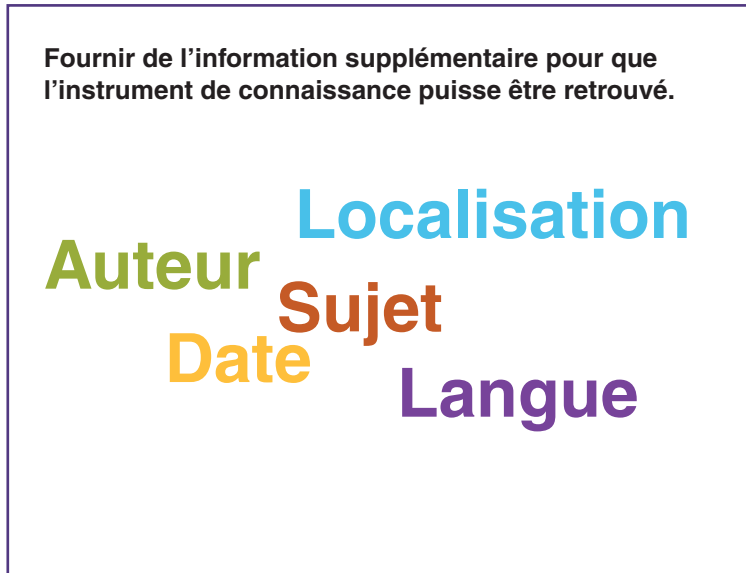 Fournir de l’information supplémentaire pour que
l’instrument de connaissance puisse être retrouvé.
Localisation
Auteur
Sujet
Date
Langue